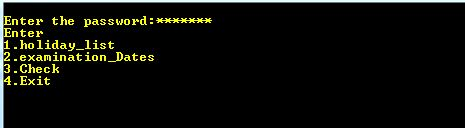 Enter the password:*******
Enter
1.holiday_list
2.examination_Dates
3.Check
4.Exit